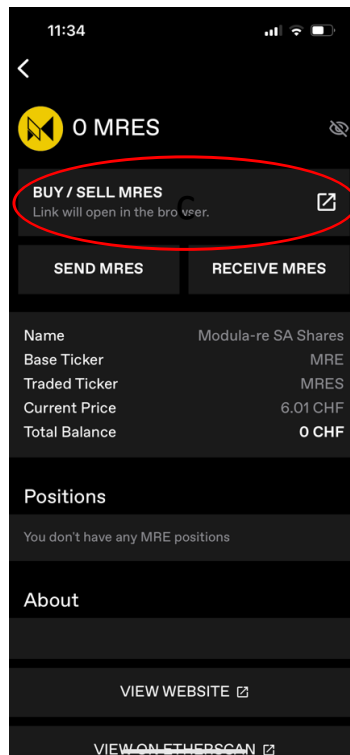 11:34
0 MRES
BUY / SELL MRES
Link will open in the browser.
C
SEND MRES
RECEIVE MRES
Name Modula-re SA Shares
Base Ticker MRE
Traded Ticker MRES
Current Price 6.01 CHF
Total Balance 0 CHF
Positions
You don't have any MRE positions
About
VIEW WEBSITE
VIEW ON ETHERSCAN